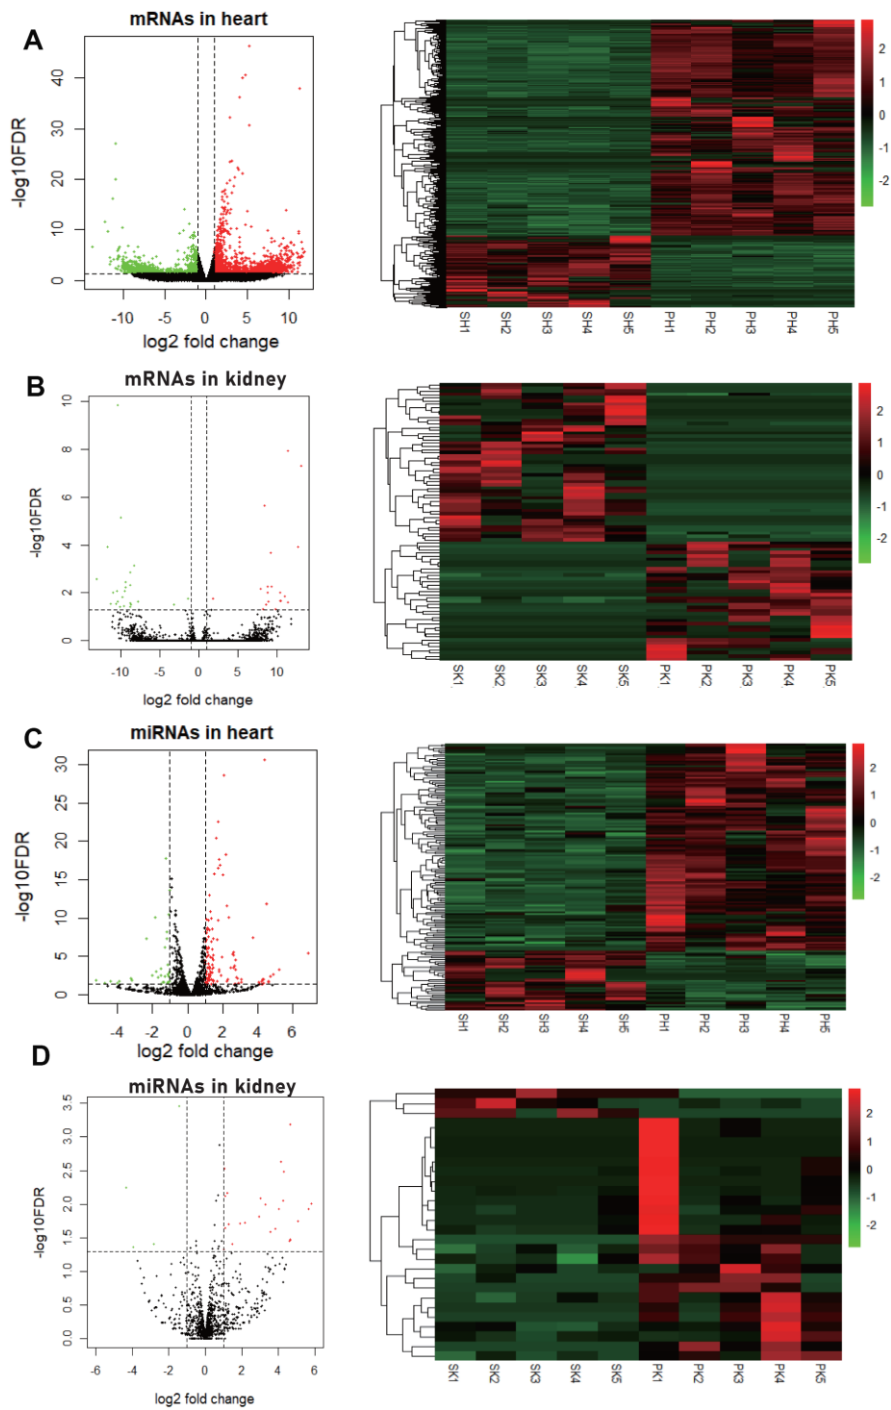 A
mRNAs in heart
-log10FDR
40
30
20
10
0
-10
-5
0
5
10
log2 fold change
SH1
SH2
SH3
SH4
SH5
PH1
PH2
PH3
PH4
PH5
2
1
0
-1
-2
B
mRNAs in kidney
-log10FDR
10
8
6
4
2
0
-10
-5
0
5
10
log2 fold change
SK1
SK2
SK3
SK4
SK5
PK1
PK2
PK3
PK4
PK5
2
1
0
-1
-2
C
miRNAs in heart
-log10FDR
30
25
20
15
10
5
0
-4
-2
0
2
4
6
log2 fold change
SH1
SH2
SH3
SH4
SH5
PH1
PH2
PH3
PH4
PH5
2
1
0
-1
-2
D
miRNAs in kidney
-log10FDR
3.5
3.0
2.5
2.0
1.5
1.0
0.5
0.0
-6
-4
-2
0
2
4
6
log2 fold change
SK1
SK2
SK3
SK4
SK5
PK1
PK2
PK3
PK4
PK5
2
1
0
-1
-2